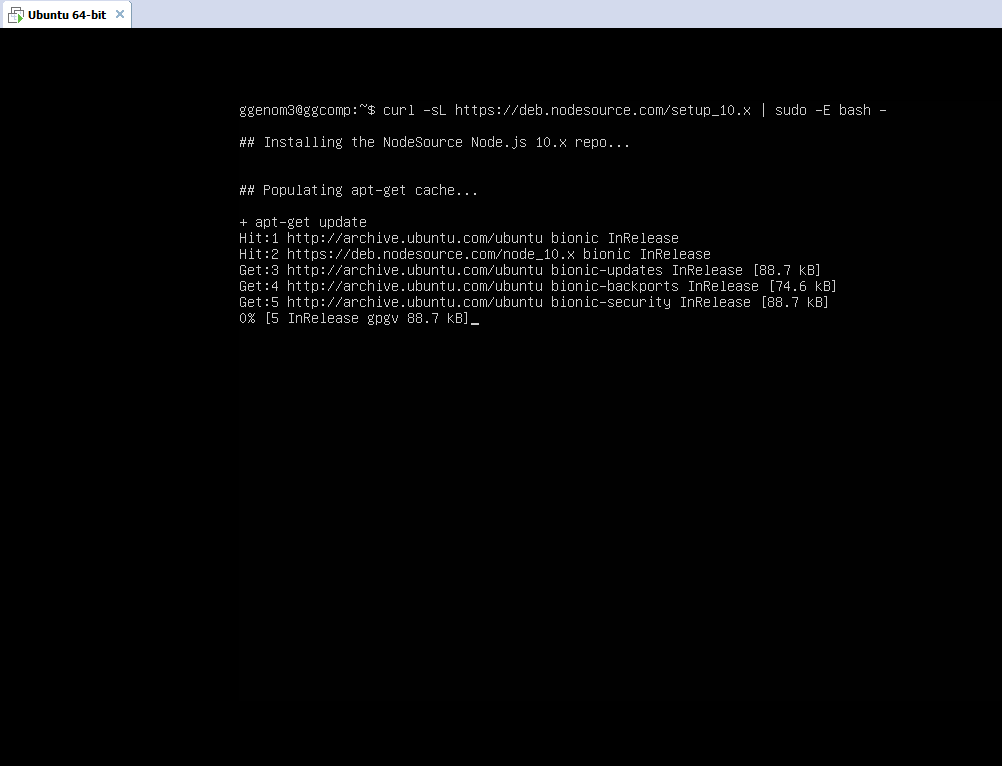 Ubuntu 64-bit
ggenom3@ggcomp:~$ curl -sL https://deb.nodesource.com/setup_10.x | sudo -E bash -
## Installing the NodeSource Node.js 10.x repo...
## Populating apt-get cache...
+ apt-get update
Hit:1 http://archive.ubuntu.com/ubuntu bionic InRelease
Hit:2 https://deb.nodesource.com/node_10.x bionic InRelease
Get:3 http://archive.ubuntu.com/ubuntu bionic-updates InRelease [88.7 kB]
Get:4 http://archive.ubuntu.com/ubuntu bionic-backports InRelease [74.6 kB]
Get:5 http://archive.ubuntu.com/ubuntu bionic-security InRelease [88.7 kB]
0% [5 InRelease gpgv 88.7 kB]_